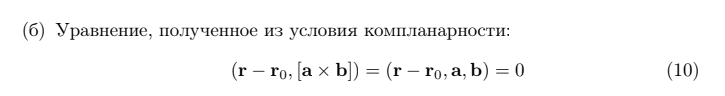 (б) Уравнение, полученное из условия компланарности:
(r − r₀, [a × b]) = (r − r₀, a, b) = 0 (10)